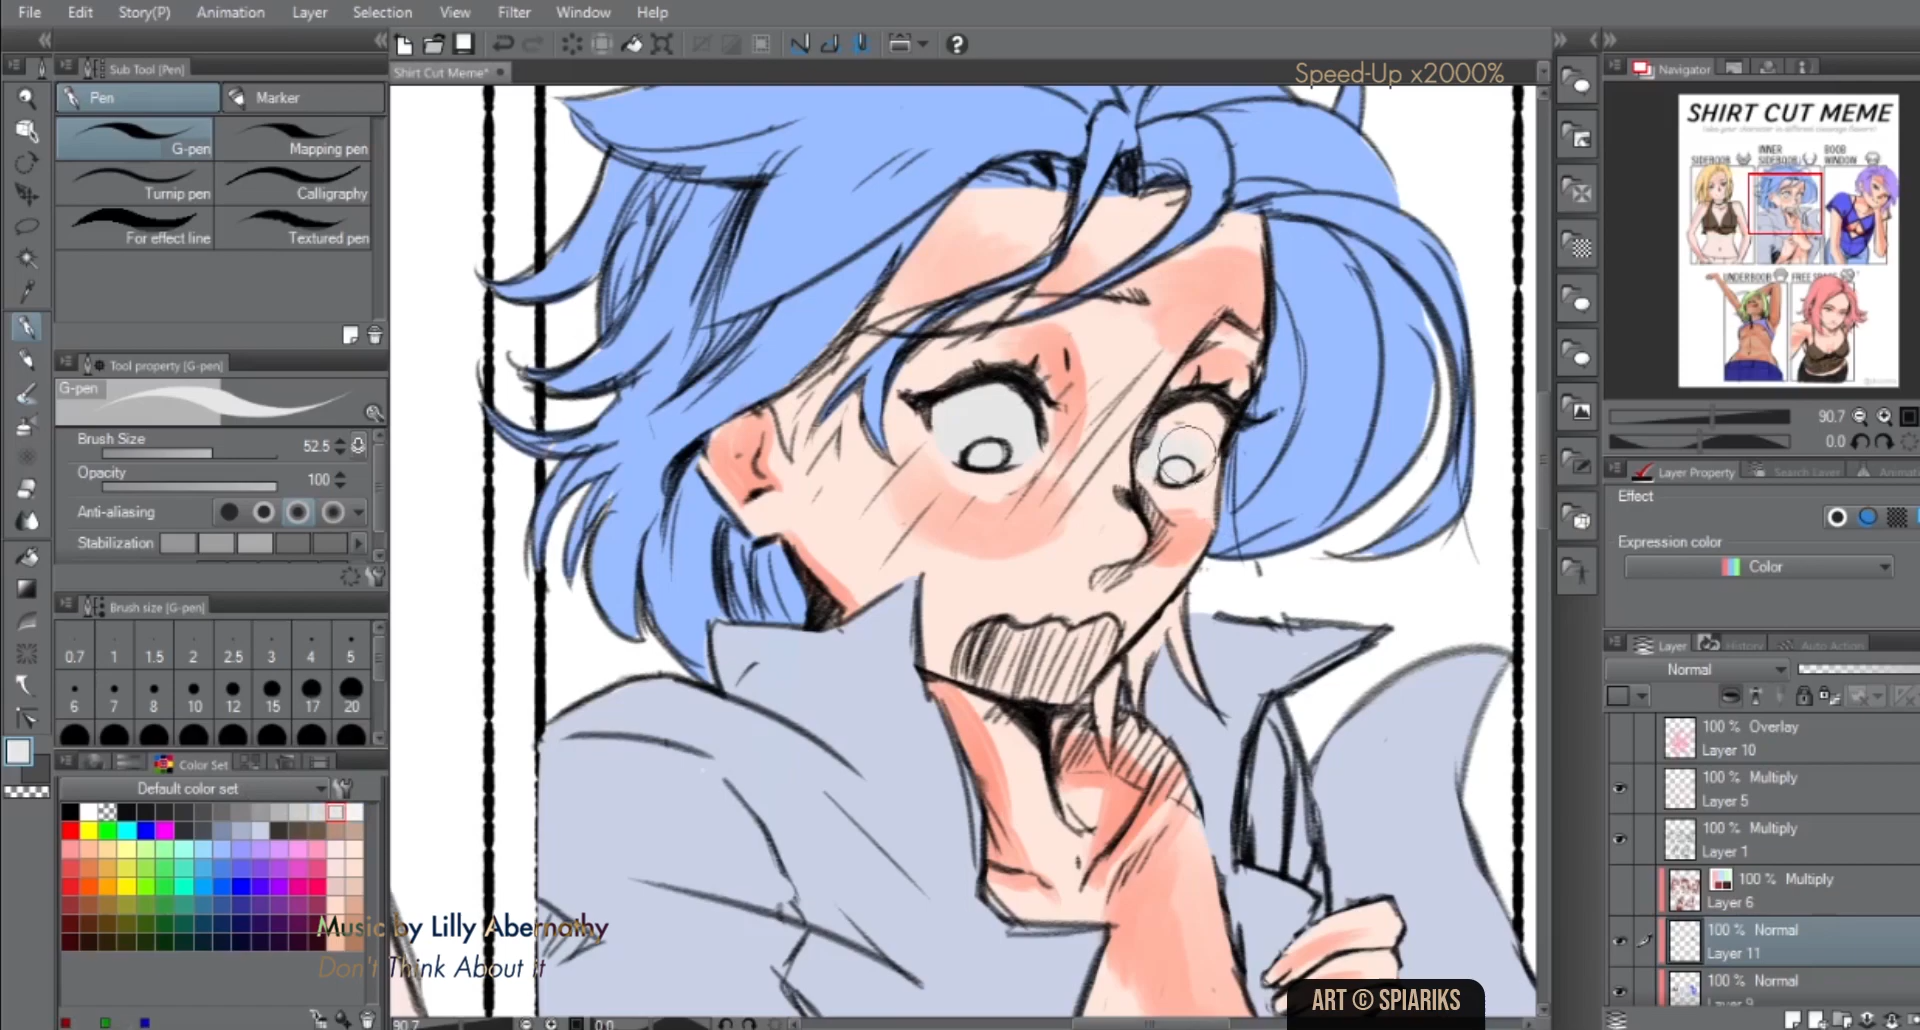 File Edit Story(P) Animation Layer Selection View Filter Window Help
Sub Tool [Pen]
Shirt Cut Meme*
Speed-Up x2000%
Navigator
Pen
Marker
G-pen
Mapping pen
Turnip pen
Calligraphy
For effect line
Textured pen
SHIRT CUT MEME
SIDEBOOB
INNER
SIDEBOOB
BOOB
WINDOW
UNDERBOOB
Tool property [G-pen]
G-pen
Brush Size 52.5
Opacity 100
Anti-aliasing
Stabilization
90.7
0.0
Layer Property Search Layer
Effect
Expression color
Color
Brush size [G-pen]
0.7 1 1.5 2 2.5 3 4 5
6 7 8 10 12 15 17 20
Layer History Auto Action
Normal
100 % Overlay
Layer 10
100 % Multiply
Layer 5
100 % Multiply
Layer 1
100 % Multiply
Layer 6
100 % Normal
Layer 11
100 % Normal
Layer 9
Color Set
Default color set
Music by Lilly Abernathy
Don't Think About it
ART © SPIARIKS
90.7
0.0